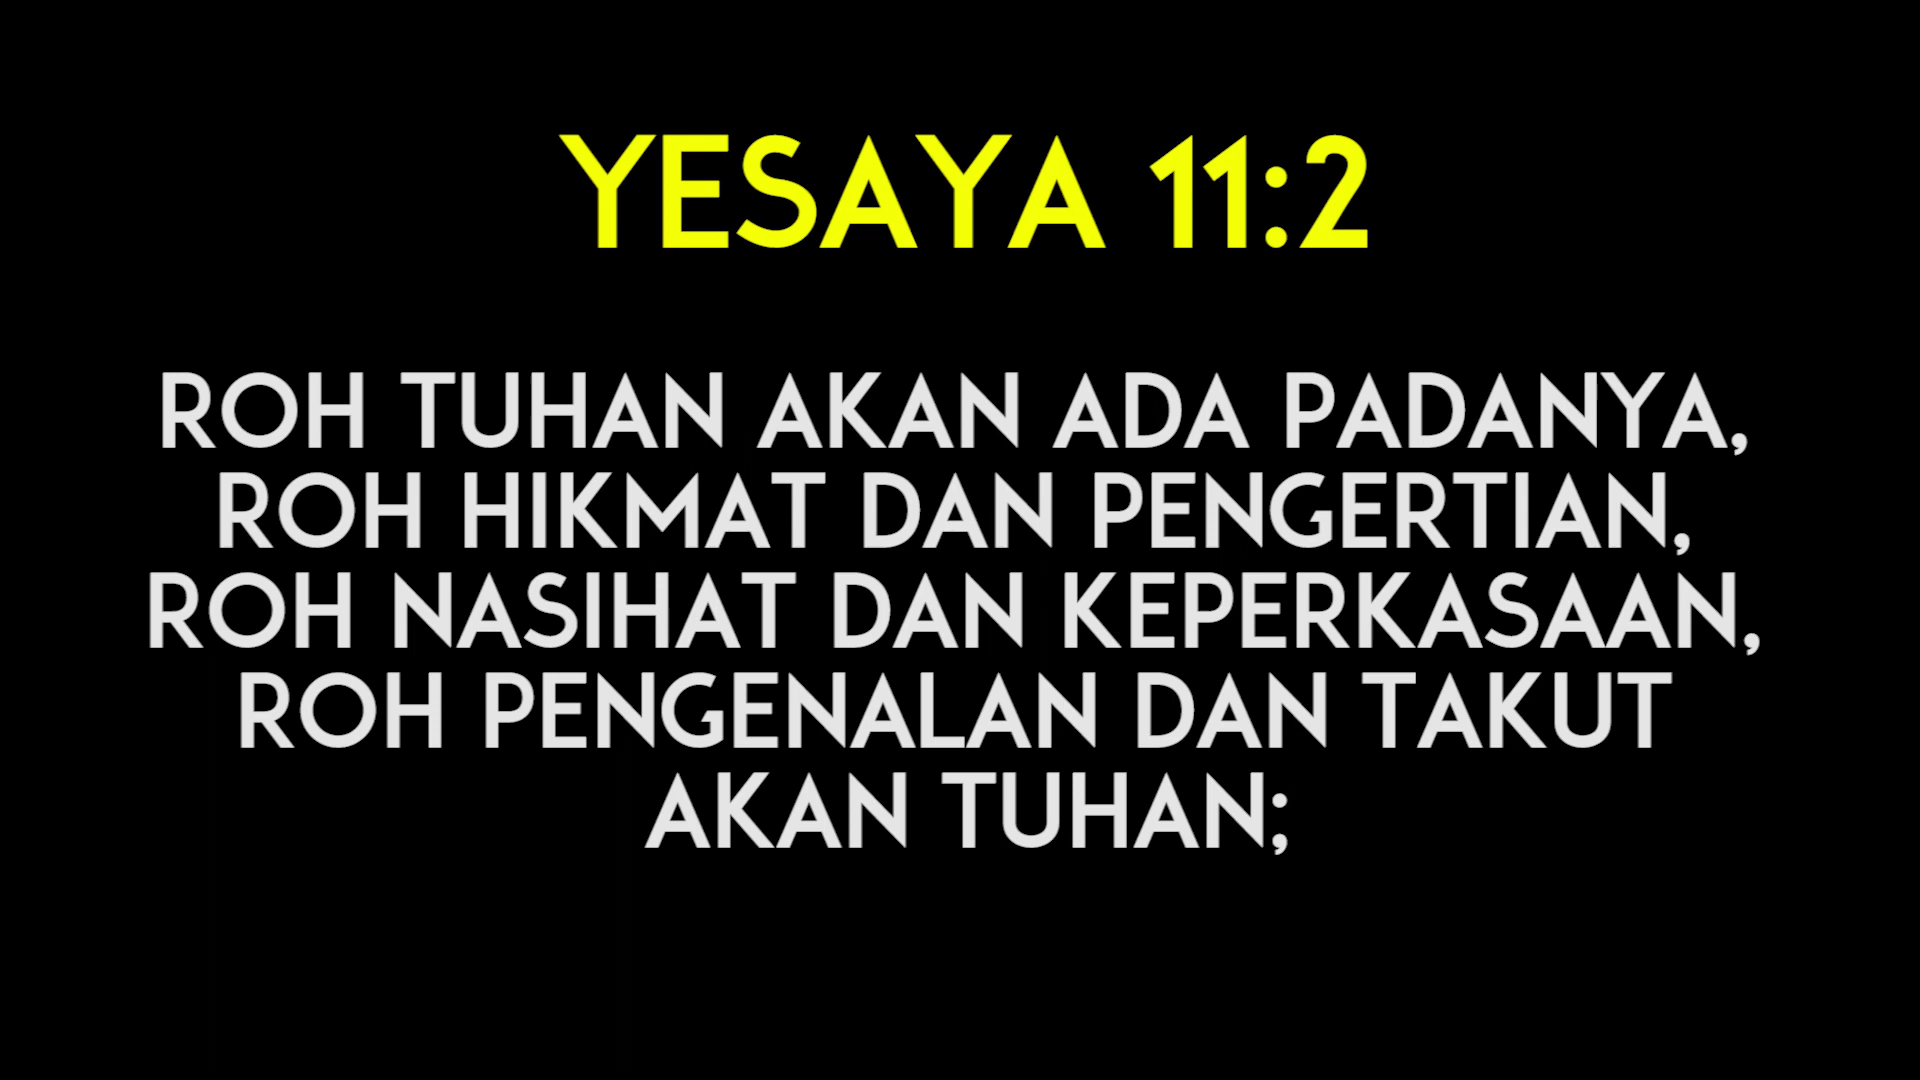 YESAYA 11:2
ROH TUHAN AKAN ADA PADANYA,
ROH HIKMAT DAN PENGERTIAN,
ROH NASIHAT DAN KEPERKASAAN,
ROH PENGENALAN DAN TAKUT
AKAN TUHAN;